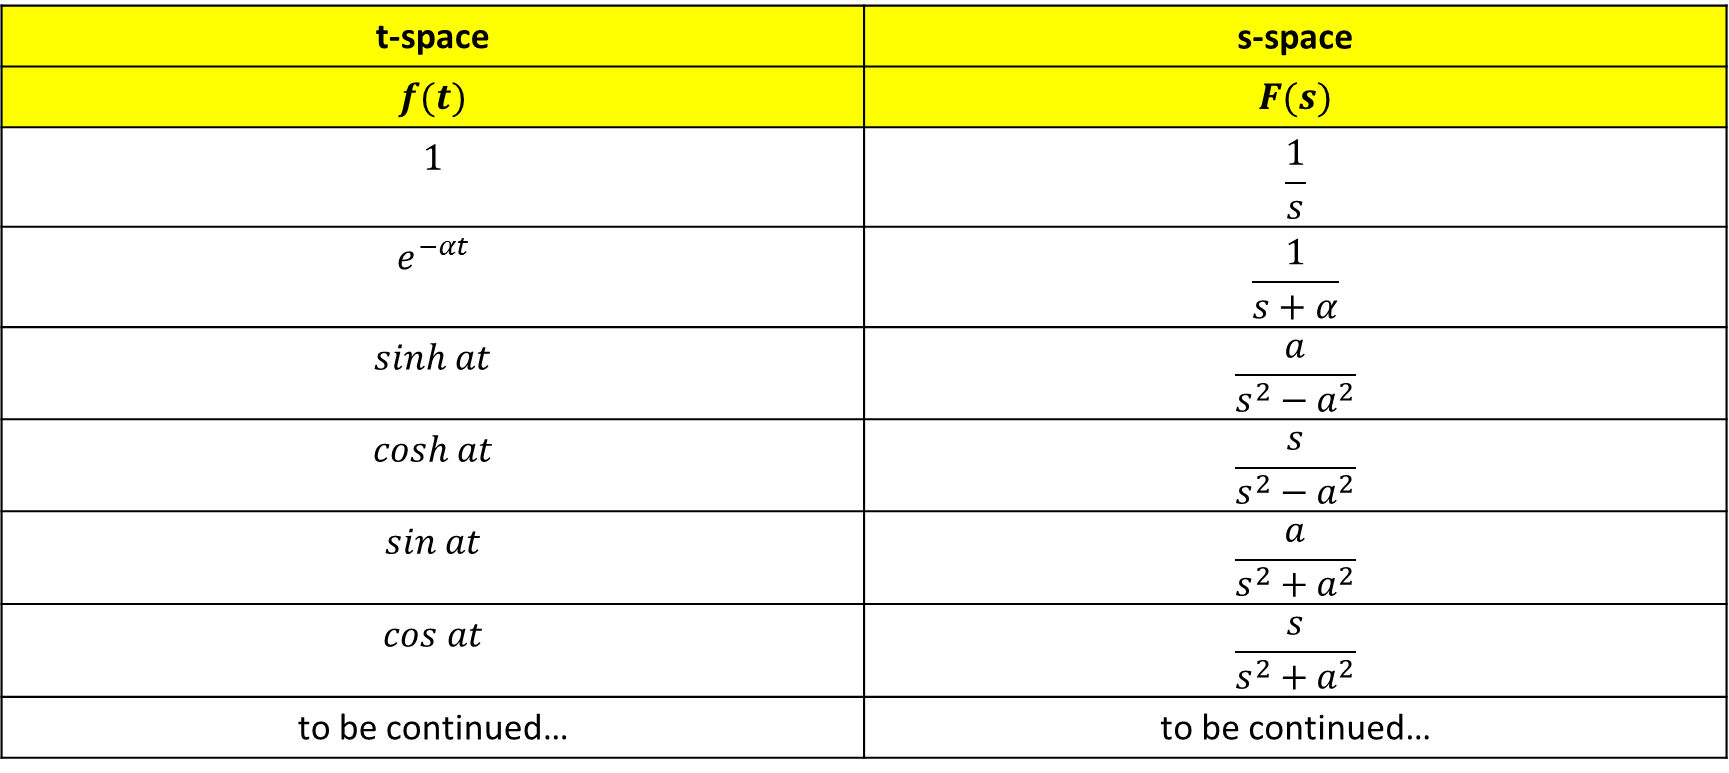 t-space s-space
f(t) F(s)
1 1/s
e^{-αt} 1/(s + α)
sinh at a/(s² − a²)
cosh at s/(s² − a²)
sin at a/(s² + a²)
cos at s/(s² + a²)
to be continued... to be continued...